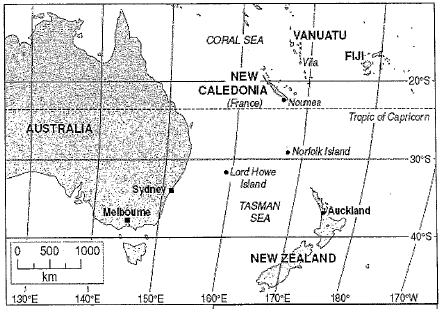 CORAL SEA
VANUATU
Vila
FIJI
NEW
CALEDONIA
(France)
Noumea
20°S
Tropic of Capricorn
AUSTRALIA
Norfolk Island
30°S
Lord Howe
Island
Sydney
TASMAN
SEA
Melbourne
Auckland
40°S
NEW ZEALAND
0 500 1000
km
130°E 140°E 150°E 160°E 170°E 180° 170°W